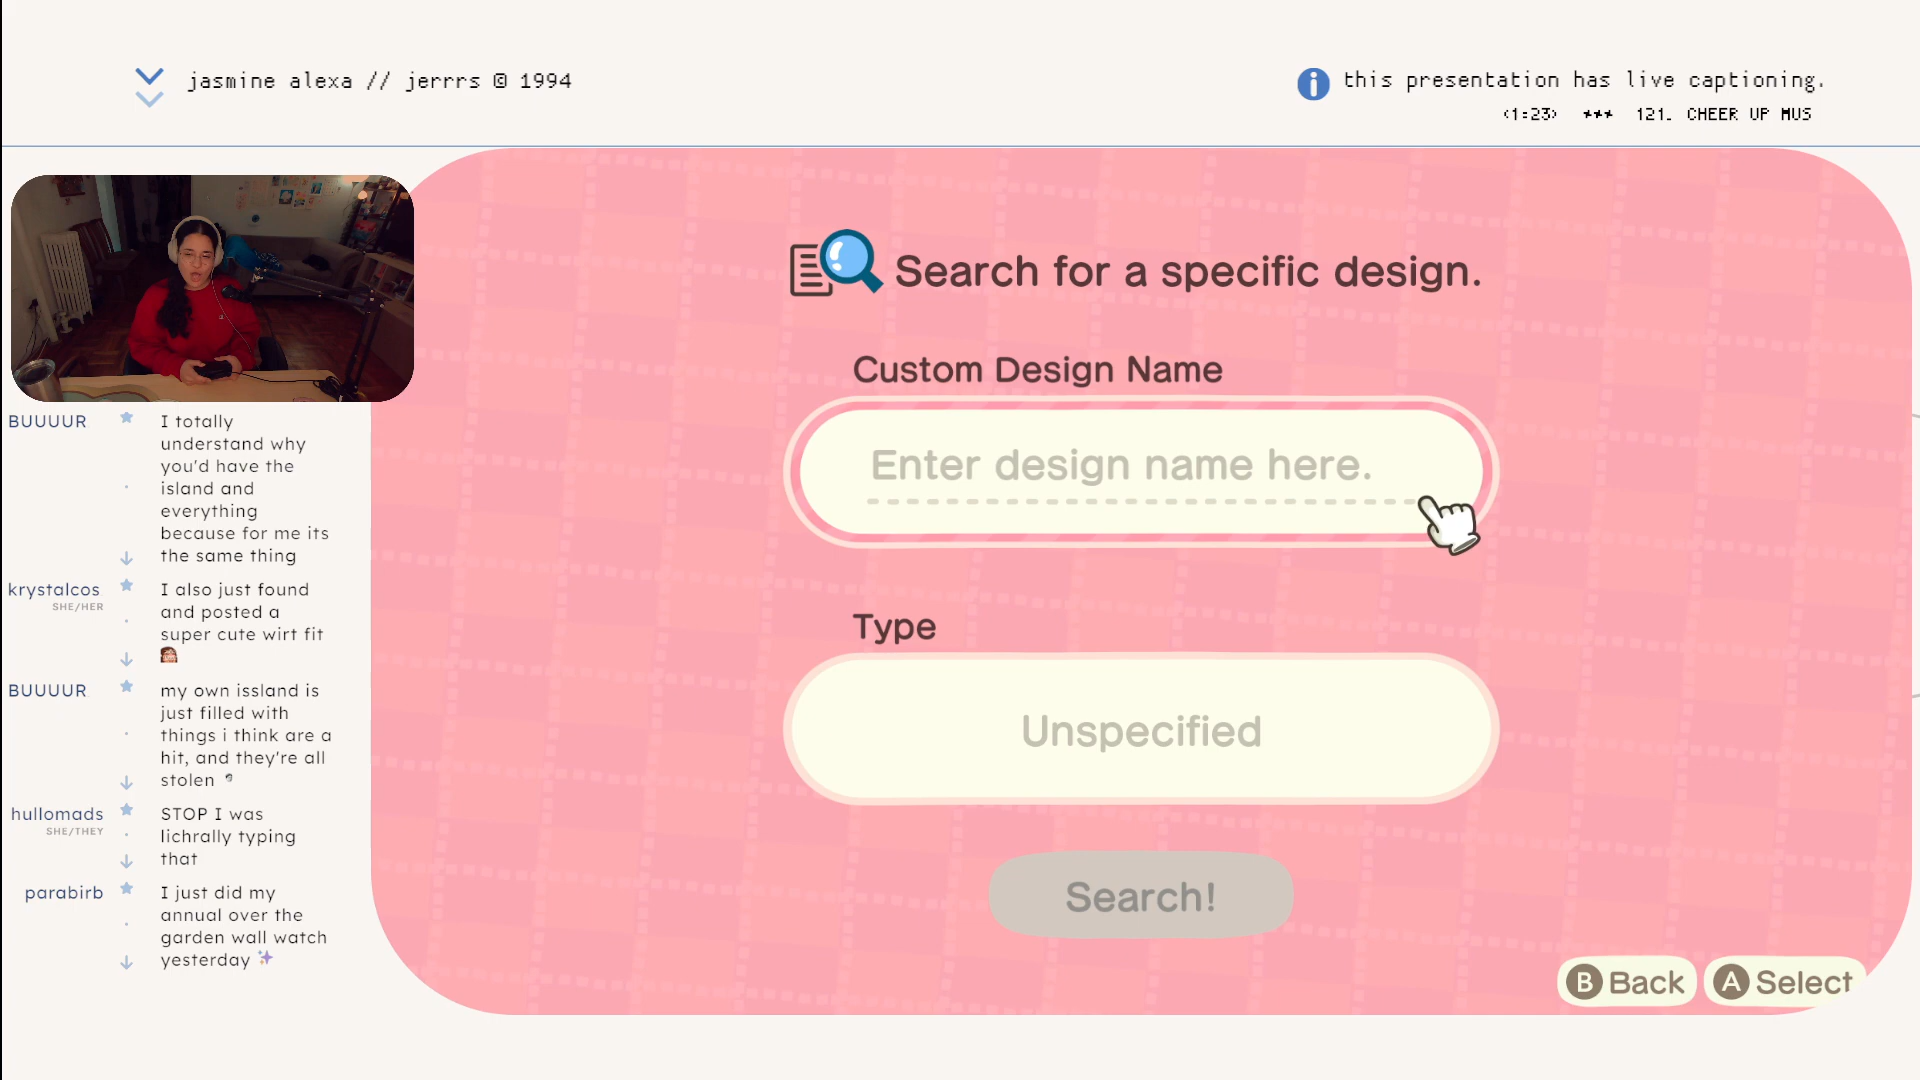 jasmine alexa // jerrrs @ 1994
this presentation has live captioning.
<1:23> *** 121. CHEER UP MUS
Search for a specific design.
Custom Design Name
Enter design name here.
Type
Unspecified
Search!
B Back
A Select
BUUUUR
I totally
understand why
you'd have the
island and
everything
because for me its
the same thing
krystalcos
SHE/HER
I also just found
and posted a
super cute wirt fit
BUUUUR
my own issland is
just filled with
things i think are a
hit, and they're all
stolen
hullomads
SHE/THEY
STOP I was
lichrally typing
that
parabirb
I just did my
annual over the
garden wall watch
yesterday